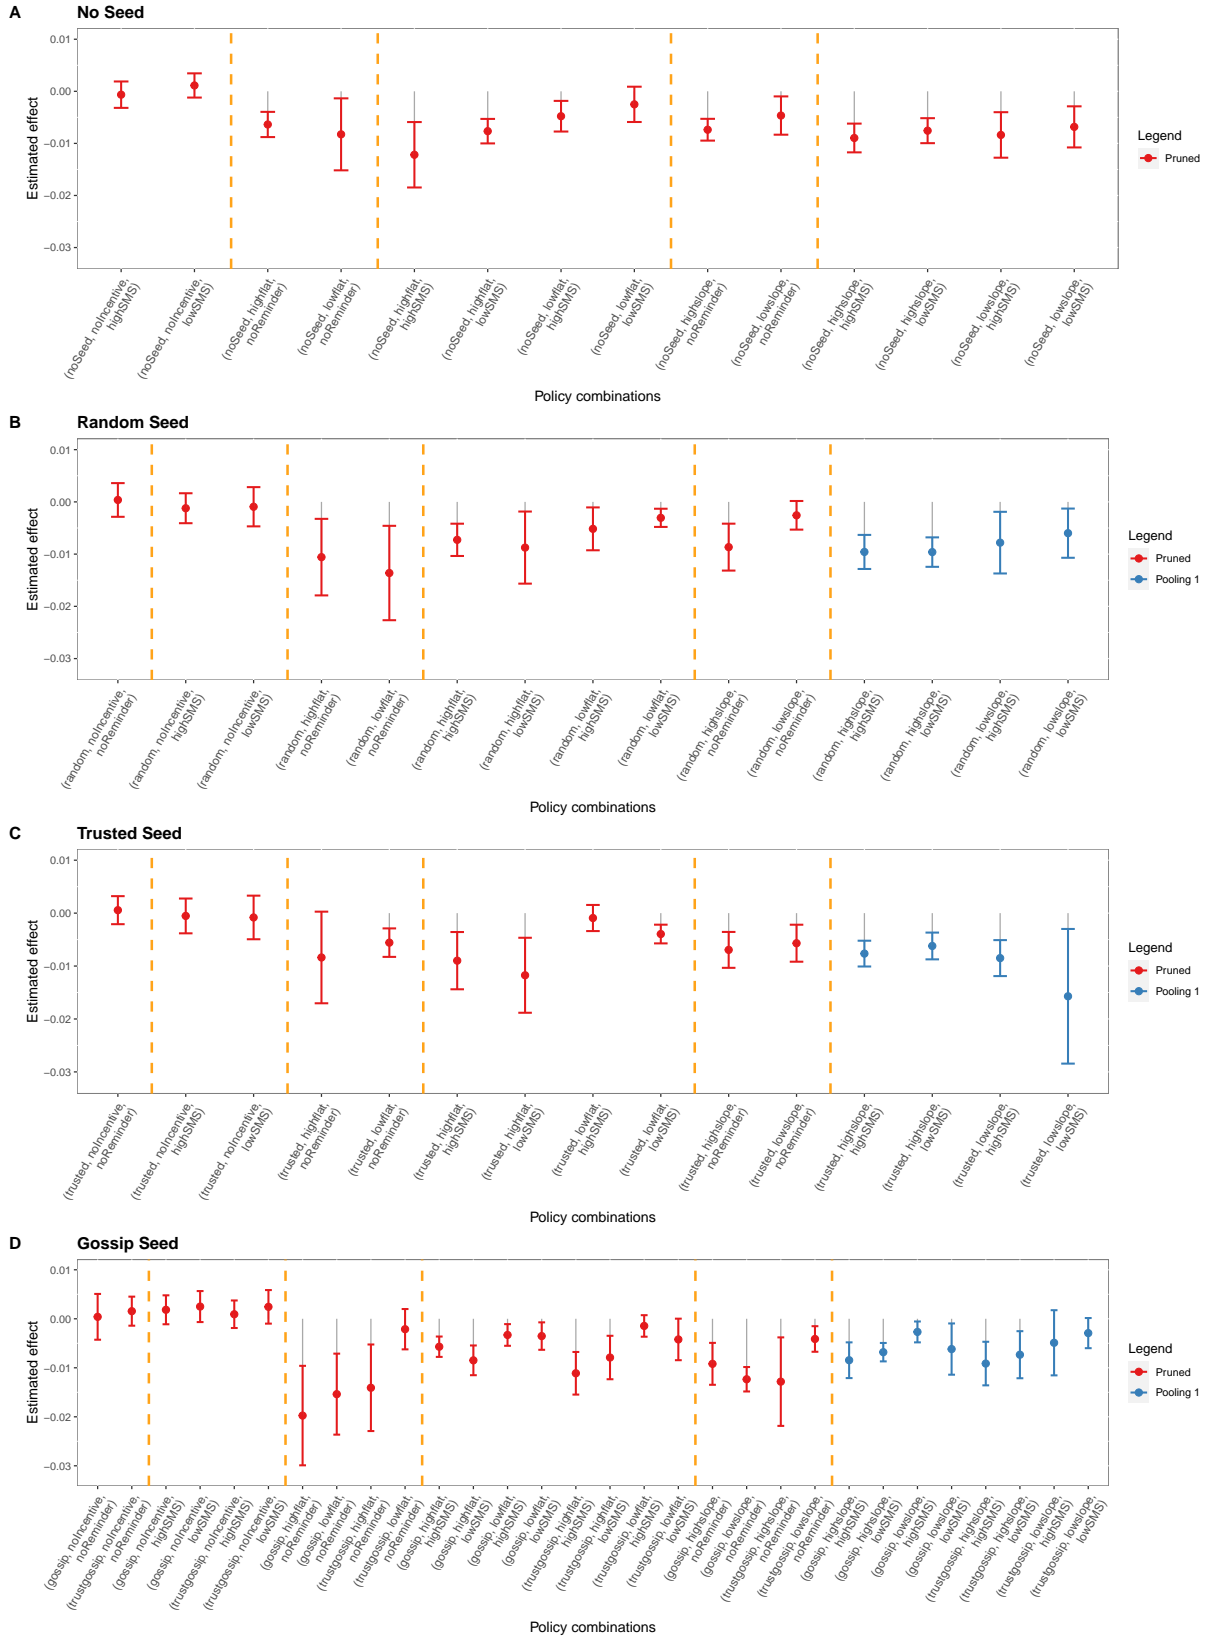 A No Seed
0.01
0.00
−0.01
−0.02
−0.03
Estimated effect
(noSeed, noIncentive,
highSMS)
(noSeed, noIncentive,
lowSMS)
(noSeed, highflat,
noReminder)
(noSeed, lowflat,
noReminder)
(noSeed, highflat,
highSMS)
(noSeed, highflat,
lowSMS)
(noSeed, lowflat,
highSMS)
(noSeed, lowflat,
lowSMS)
(noSeed, highslope,
noReminder)
(noSeed, lowslope,
noReminder)
(noSeed, highslope,
highSMS)
(noSeed, highslope,
lowSMS)
(noSeed, lowslope,
highSMS)
(noSeed, lowslope,
lowSMS)
Policy combinations
Legend
Pruned
B Random Seed
0.01
0.00
−0.01
−0.02
−0.03
Estimated effect
(random, noIncentive,
noReminder)
(random, noIncentive,
highSMS)
(random, noIncentive,
lowSMS)
(random, highflat,
noReminder)
(random, lowflat,
noReminder)
(random, highflat,
highSMS)
(random, highflat,
lowSMS)
(random, lowflat,
highSMS)
(random, lowflat,
lowSMS)
(random, highslope,
noReminder)
(random, lowslope,
noReminder)
(random, highslope,
highSMS)
(random, highslope,
lowSMS)
(random, lowslope,
highSMS)
(random, lowslope,
lowSMS)
Policy combinations
Legend
Pruned
Pooling 1
C Trusted Seed
0.01
0.00
−0.01
−0.02
−0.03
Estimated effect
(trusted, noIncentive,
noReminder)
(trusted, noIncentive,
highSMS)
(trusted, noIncentive,
lowSMS)
(trusted, highflat,
noReminder)
(trusted, lowflat,
noReminder)
(trusted, highflat,
highSMS)
(trusted, highflat,
lowSMS)
(trusted, lowflat,
highSMS)
(trusted, lowflat,
lowSMS)
(trusted, highslope,
noReminder)
(trusted, lowslope,
noReminder)
(trusted, highslope,
highSMS)
(trusted, highslope,
lowSMS)
(trusted, lowslope,
highSMS)
(trusted, lowslope,
lowSMS)
Policy combinations
Legend
Pruned
Pooling 1
D Gossip Seed
0.01
0.00
−0.01
−0.02
−0.03
Estimated effect
(gossip, noIncentive,
noReminder)
(trustgossip, noIncentive,
noReminder)
(gossip, noIncentive,
highSMS)
(gossip, noIncentive,
lowSMS)
(trustgossip, noIncentive,
highSMS)
(trustgossip, noIncentive,
lowSMS)
(gossip, highflat,
noReminder)
(gossip, lowflat,
noReminder)
(trustgossip, highflat,
noReminder)
(trustgossip, lowflat,
noReminder)
(gossip, highflat,
highSMS)
(gossip, highflat,
lowSMS)
(gossip, lowflat,
highSMS)
(gossip, lowflat,
lowSMS)
(trustgossip, highflat,
highSMS)
(trustgossip, highflat,
lowSMS)
(trustgossip, lowflat,
highSMS)
(trustgossip, lowflat,
lowSMS)
(gossip, highslope,
noReminder)
(gossip, lowslope,
noReminder)
(trustgossip, highslope,
noReminder)
(trustgossip, lowslope,
noReminder)
(gossip, highslope,
highSMS)
(gossip, highslope,
lowSMS)
(gossip, lowslope,
highSMS)
(gossip, lowslope,
lowSMS)
(trustgossip, highslope,
highSMS)
(trustgossip, highslope,
lowSMS)
(trustgossip, lowslope,
highSMS)
(trustgossip, lowslope,
lowSMS)
Policy combinations
Legend
Pruned
Pooling 1